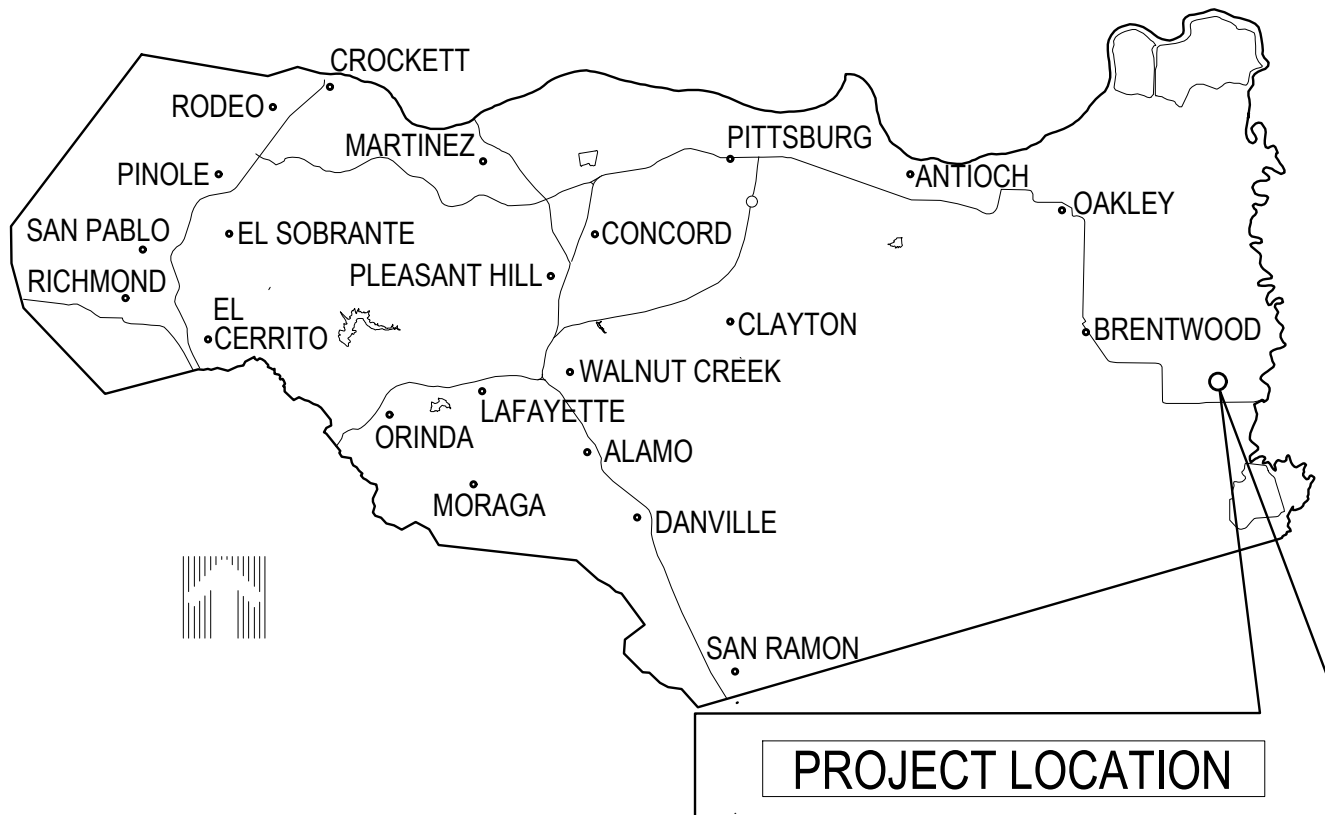 CROCKETT
RODEO
MARTINEZ
PITTSBURG
PINOLE
ANTIOCH
OAKLEY
SAN PABLO
EL SOBRANTE
CONCORD
RICHMOND
PLEASANT HILL
EL
CERRITO
CLAYTON
BRENTWOOD
WALNUT CREEK
LAFAYETTE
ORINDA
ALAMO
MORAGA
DANVILLE
SAN RAMON
PROJECT LOCATION